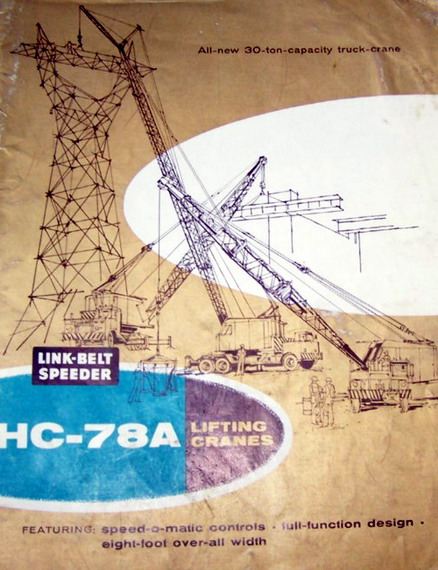 All-new 30-ton-capacity truck-crane
LINK-BELT
SPEEDER
HC-78A
LIFTING
CRANES
FEATURING: speed-o-matic controls · full-function design ·
eight-foot over-all width